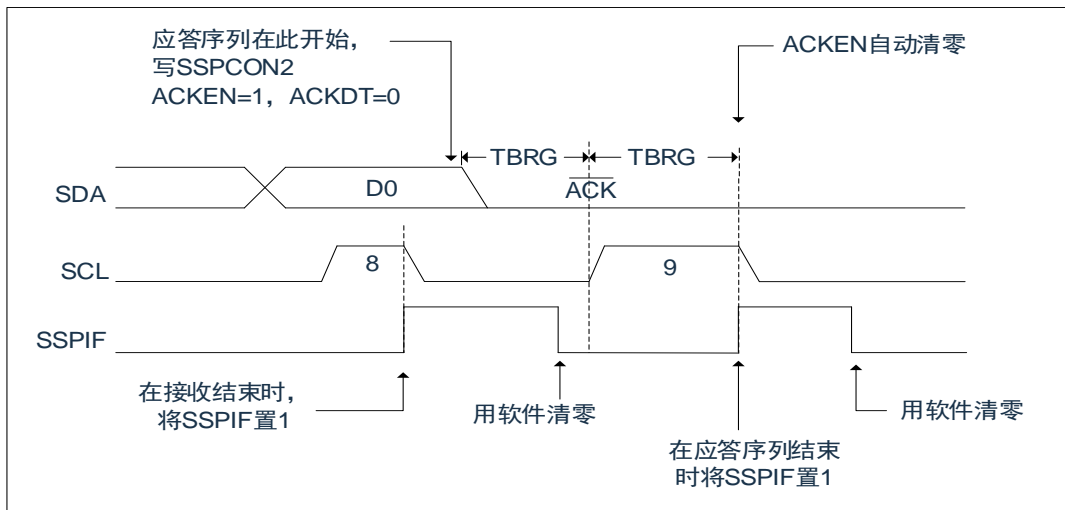 应答序列在此开始，
写SSPCON2
ACKEN=1，ACKDT=0
ACKEN自动清零
TBRG
TBRG
SDA
D0
ACK
SCL
8
9
SSPIF
在接收结束时，
将SSPIF置1
用软件清零
在应答序列结束
时将SSPIF置1
用软件清零